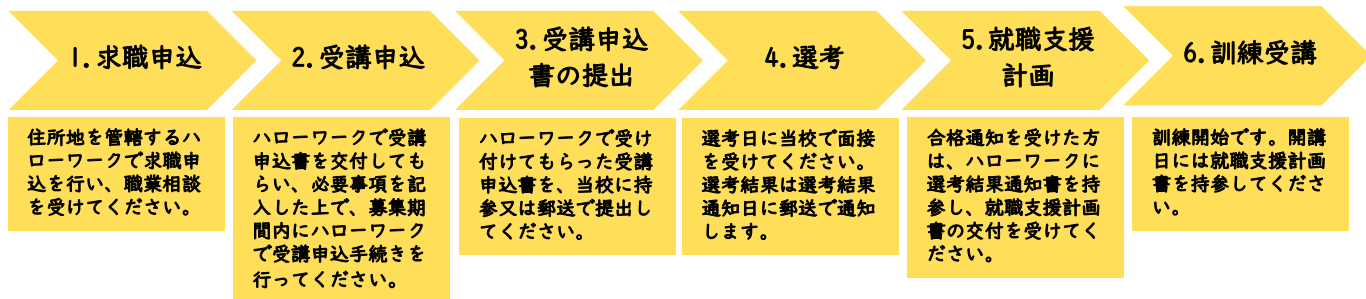 1.求職申込
住所地を管轄するハ
ローワークで求職申
込を行い、職業相談
を受けてください。
2.受講申込
ハローワークで受講
申込書を交付しても
らい、必要事項を記
入した上で、募集期
間内にハローワーク
で受講申込手続きを
行ってください。
3.受講申込
書の提出
ハローワークで受け
付けてもらった受講
申込書を、当校に持
参又は郵送で提出し
てください。
4.選考
選考日に当校で面接
を受けてください。
選考結果は選考結果
通知日に郵送で通知
します。
5.就職支援
計画
合格通知を受けた方
は、ハローワークに
選考結果通知書を持
参し、就職支援計画
書の交付を受けてく
ださい。
6.訓練受講
訓練開始です。開講
日には就職支援計画
書を持参してくださ
い。